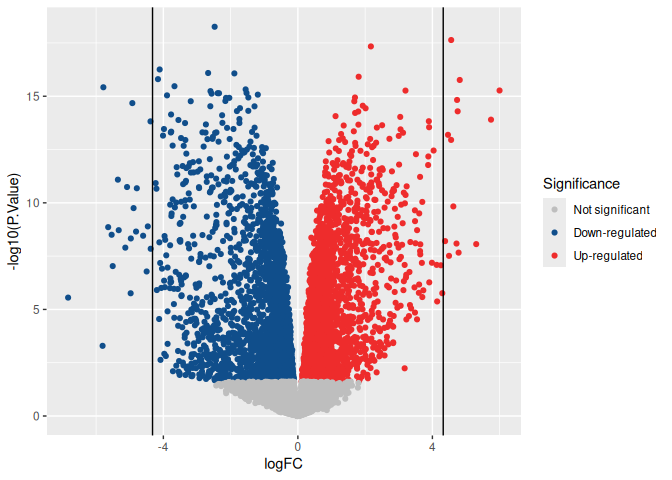 15
10
5
0
-4
0
4
logFC
-log10(P.Value)
Significance
Not significant
Down-regulated
Up-regulated